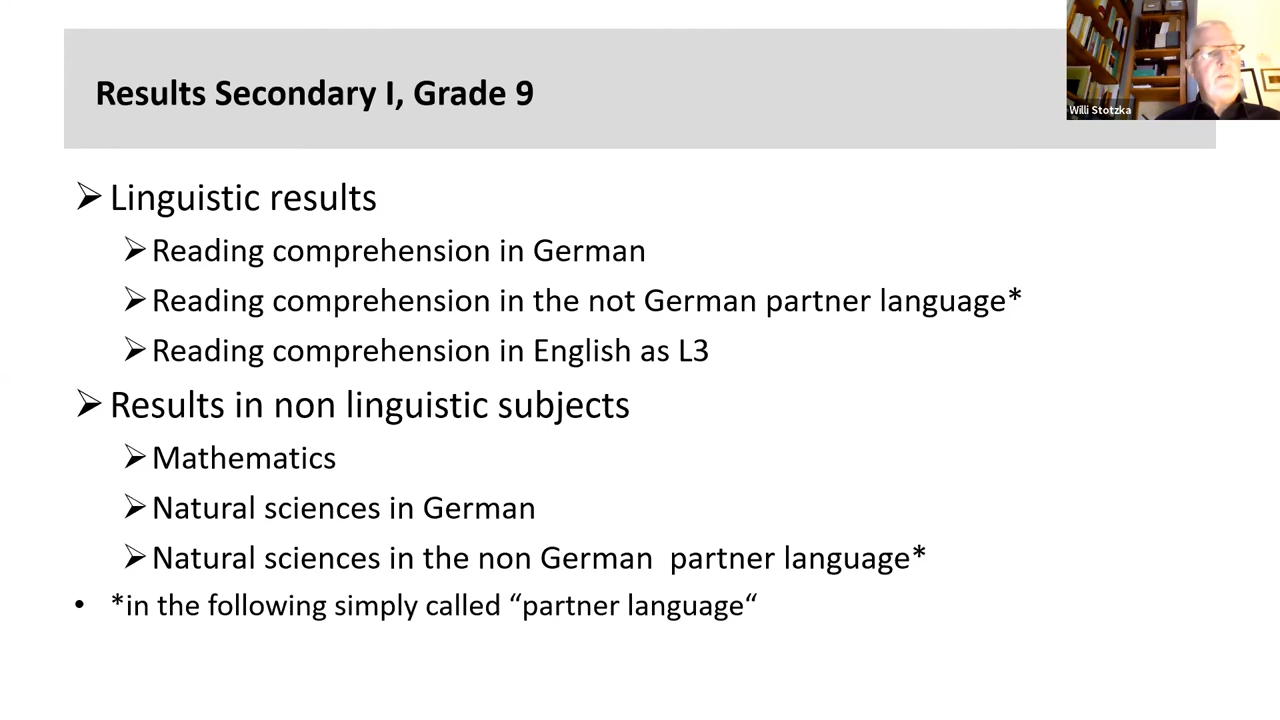 Results Secondary I, Grade 9
Willi Stotzka
➢ Linguistic results
➢ Reading comprehension in German
➢ Reading comprehension in the not German partner language*
➢ Reading comprehension in English as L3
➢ Results in non linguistic subjects
➢ Mathematics
➢ Natural sciences in German
➢ Natural sciences in the non German partner language*
• *in the following simply called “partner language“